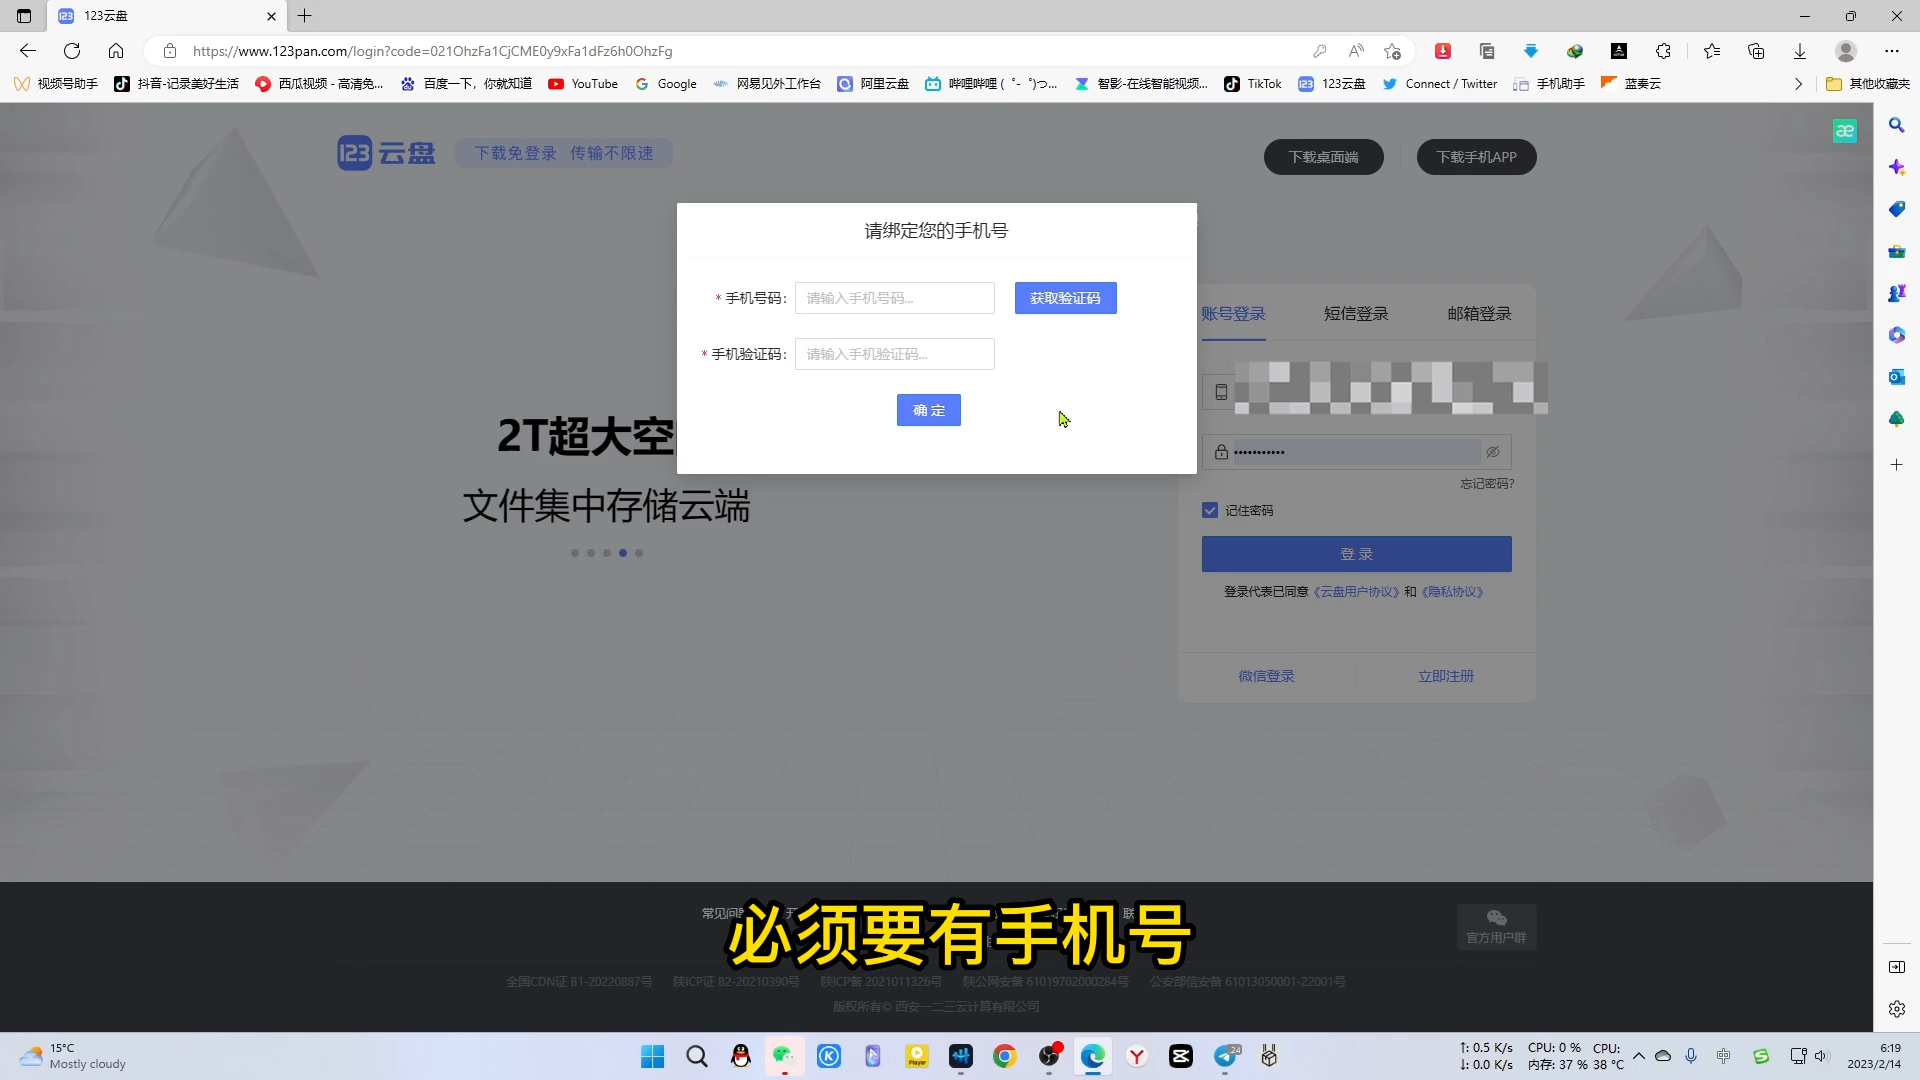 123云盘
https://www.123pan.com/login?code=021OhzFa1CjCME0y9xFa1dFz6h0OhzFg
视频号助手
抖音-记录美好生活
西瓜视频 - 高清免...
百度一下，你就知道
YouTube
Google
网易见外工作台
阿里云盘
哔哩哔哩 ( ゜- ゜)つ...
智影-在线智能视频...
TikTok
123云盘
Connect / Twitter
手机助手
蓝奏云
其他收藏夹
123 云盘
下载免登录 传输不限速
下载桌面端
下载手机APP
请绑定您的手机号
* 手机号码：
请输入手机号码...
获取验证码
* 手机验证码：
请输入手机验证码...
确 定
账号登录
短信登录
邮箱登录
2T超大空
文件集中存储云端
忘记密码?
记住密码
登 录
登录代表已同意《云盘用户协议》和《隐私协议》
微信登录
立即注册
常见问
必须要有手机号
官方用户群
全国CDN证 B1-20220887号 陕ICP证 B2-20210390号 陕ICP备 2021011326号 陕公网安备 61019702000284号 公安部信安备 61013050001-22001号
版权所有© 西安一二三云计算有限公司
15°C
Mostly cloudy
Player
24
↑: 0.5 K/s
↓: 0.0 K/s
CPU: 0 %
内存: 37 %
CPU:
38 °C
中
6:19
2023/2/14